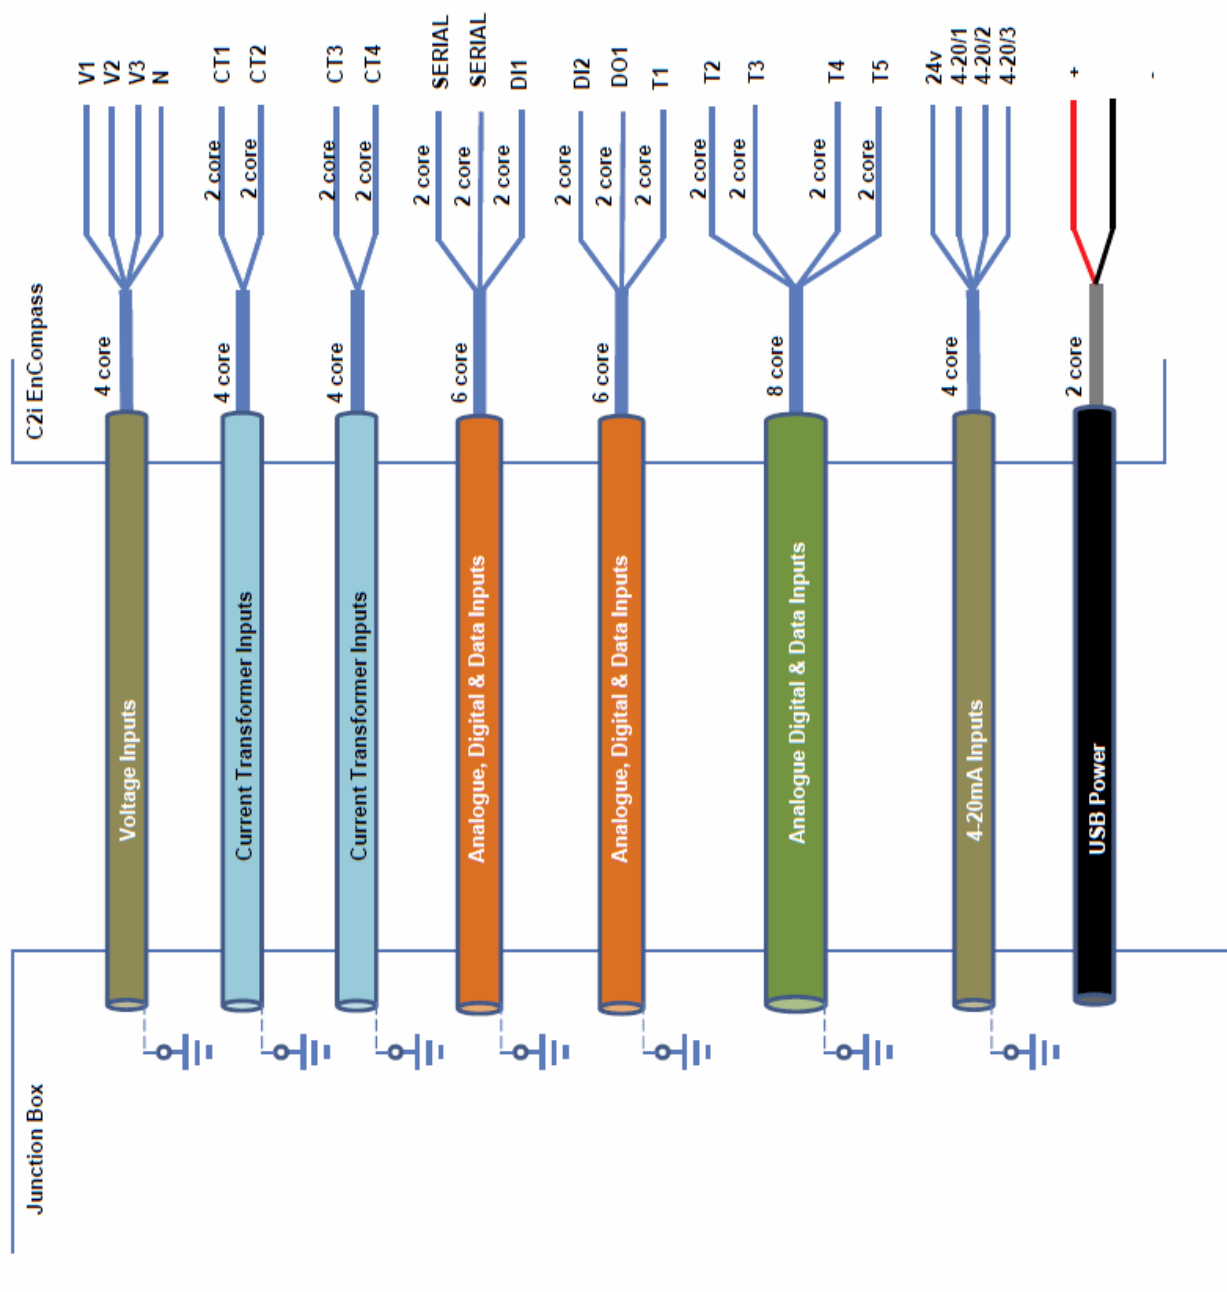 C2i EnCompass
Junction Box
V1
V2
V3
N
4 core
Voltage Inputs
CT1
CT2
2 core
2 core
4 core
Current Transformer Inputs
CT3
CT4
2 core
2 core
4 core
Current Transformer Inputs
SERIAL
SERIAL
DI1
2 core
2 core
2 core
6 core
Analogue, Digital & Data Inputs
DI2
DO1
T1
2 core
2 core
2 core
6 core
Analogue, Digital & Data Inputs
T2
T3
T4
T5
2 core
2 core
2 core
2 core
8 core
Analogue Digital & Data Inputs
24v
4-20/1
4-20/2
4-20/3
4 core
4-20mA Inputs
+
-
2 core
USB Power